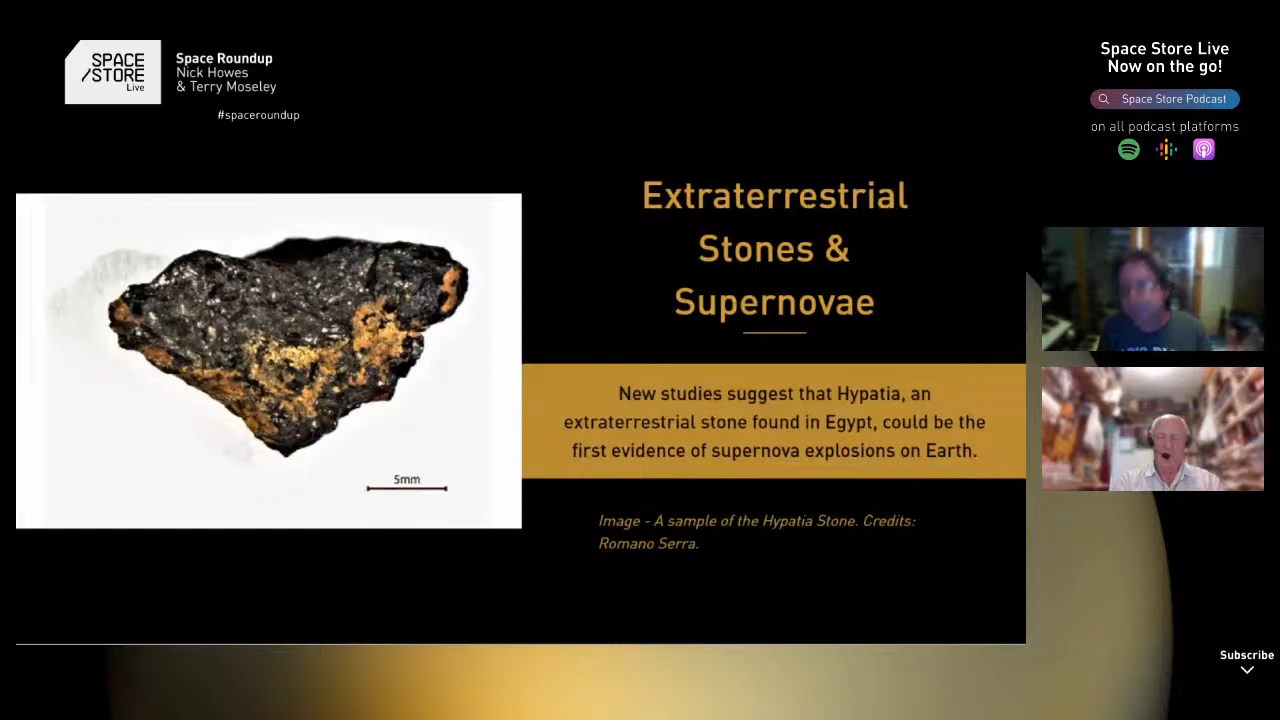 SPACE
/STORE
Live
Space Roundup
Nick Howes
& Terry Moseley
#spaceroundup
Space Store Live
Now on the go!
Space Store Podcast
on all podcast platforms
Extraterrestrial
Stones &
Supernovae
New studies suggest that Hypatia, an
extraterrestrial stone found in Egypt, could be the
first evidence of supernova explosions on Earth.
5mm
Image - A sample of the Hypatia Stone. Credits:
Romano Serra.
Subscribe